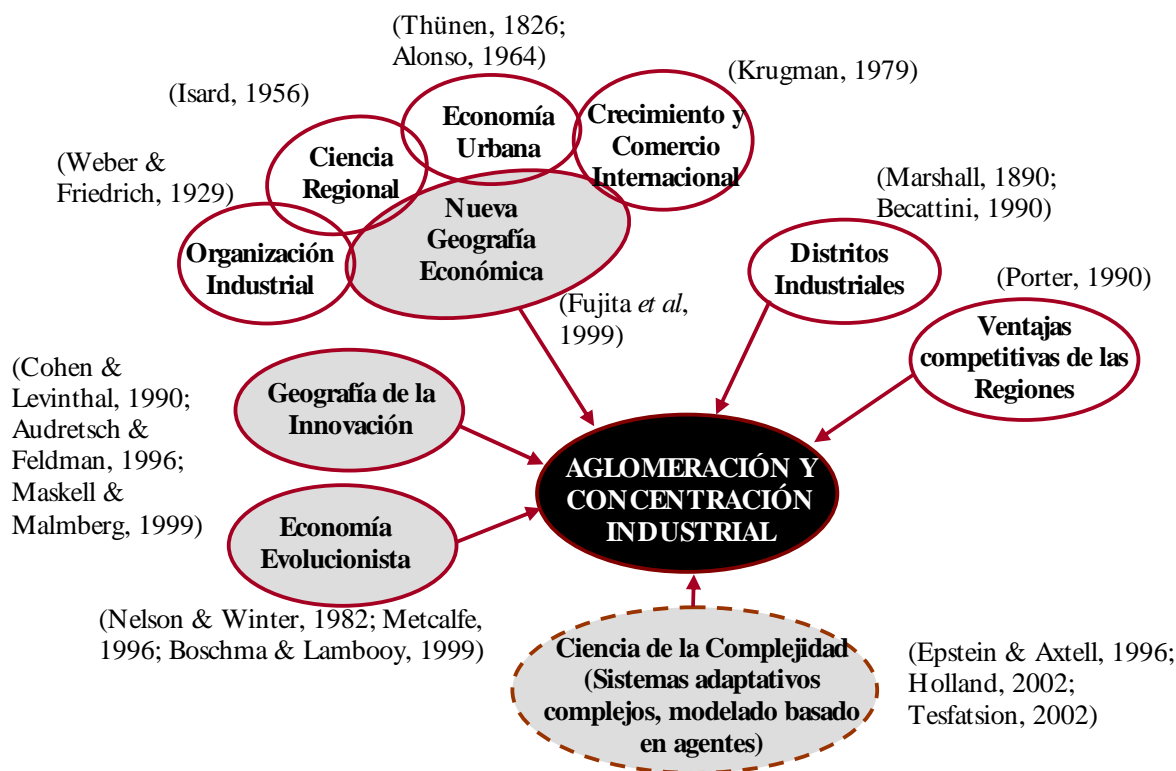 (Thünen, 1826;
Alonso, 1964)
(Krugman, 1979)
(Isard, 1956)
Economía
Urbana
Crecimiento y
Comercio
Internacional
(Weber &
Friedrich, 1929)
Ciencia
Regional
(Marshall, 1890;
Becattini, 1990)
Nueva
Geografía
Económica
Organización
Industrial
Distritos
Industriales
(Porter, 1990)
(Fujita et al,
1999)
Ventajas
competitivas de las
Regiones
(Cohen &
Levinthal, 1990;
Audretsch &
Feldman, 1996;
Maskell &
Malmberg, 1999)
Geografía de la
Innovación
AGLOMERACIÓN Y
CONCENTRACIÓN
INDUSTRIAL
Economía
Evolucionista
(Nelson & Winter, 1982; Metcalfe,
1996; Boschma & Lambooy, 1999)
Ciencia de la Complejidad
(Sistemas adaptativos
complejos, modelado basado
en agentes)
(Epstein & Axtell, 1996;
Holland, 2002;
Tesfatsion, 2002)